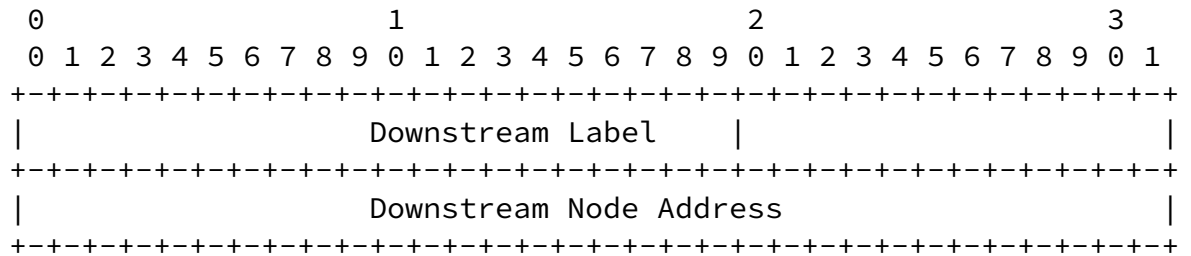 0                   1                   2                   3
 0 1 2 3 4 5 6 7 8 9 0 1 2 3 4 5 6 7 8 9 0 1 2 3 4 5 6 7 8 9 0 1
+-+-+-+-+-+-+-+-+-+-+-+-+-+-+-+-+-+-+-+-+-+-+-+-+-+-+-+-+-+-+-+-+
|                   Downstream Label    |                       |
+-+-+-+-+-+-+-+-+-+-+-+-+-+-+-+-+-+-+-+-+-+-+-+-+-+-+-+-+-+-+-+-+
|                   Downstream Node Address                     |
+-+-+-+-+-+-+-+-+-+-+-+-+-+-+-+-+-+-+-+-+-+-+-+-+-+-+-+-+-+-+-+-+